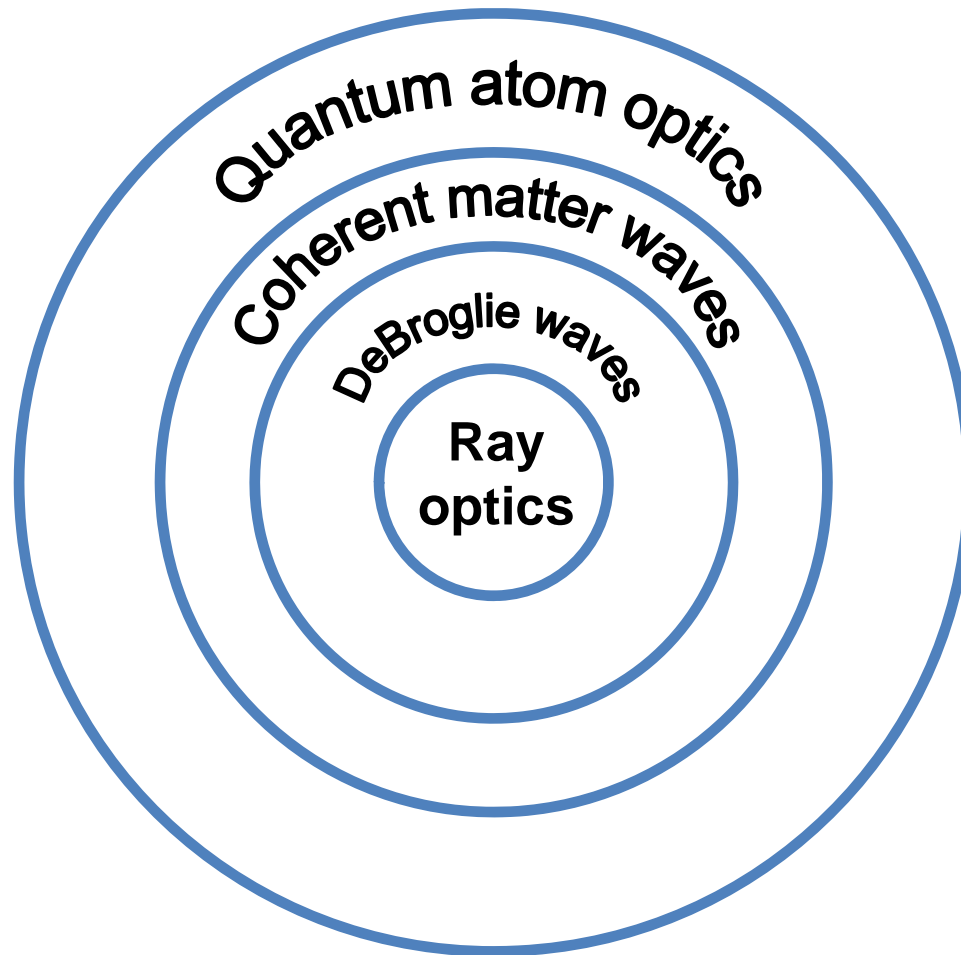 Quantum atom optics
Coherent matter waves
DeBroglie waves
Ray
optics